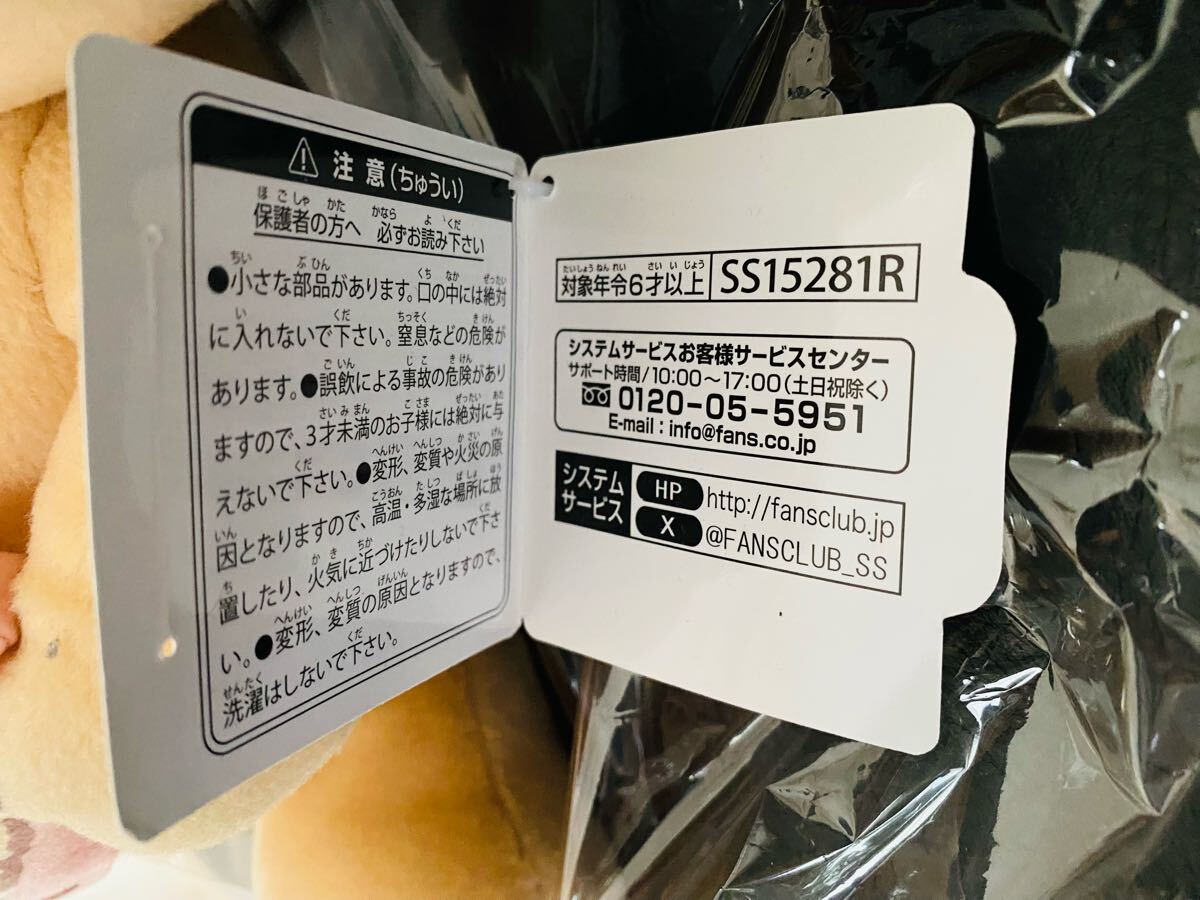 ⚠ 注意(ちゅうい)
保護者の方へ 必ずお読み下さい
●小さな部品があります。口の中には絶対
に入れないで下さい。窒息などの危険が
あります。●誤飲による事故の危険があり
ますので、3才未満のお子様には絶対に与
えないで下さい。●変形、変質や火災の原
因となりますので、高温・多湿な場所に放
置したり、火気に近づけたりしないで下さ
い。●変形、変質の原因となりますので、
洗濯はしないで下さい。
対象年令6才以上 SS15281R
システムサービスお客様サービスセンター
サポート時間/10:00～17:00(土日祝除く)
0120-05-5951
E-mail：info@fans.co.jp
システム
サービス
HP http://fansclub.jp
X @FANSCLUB_SS